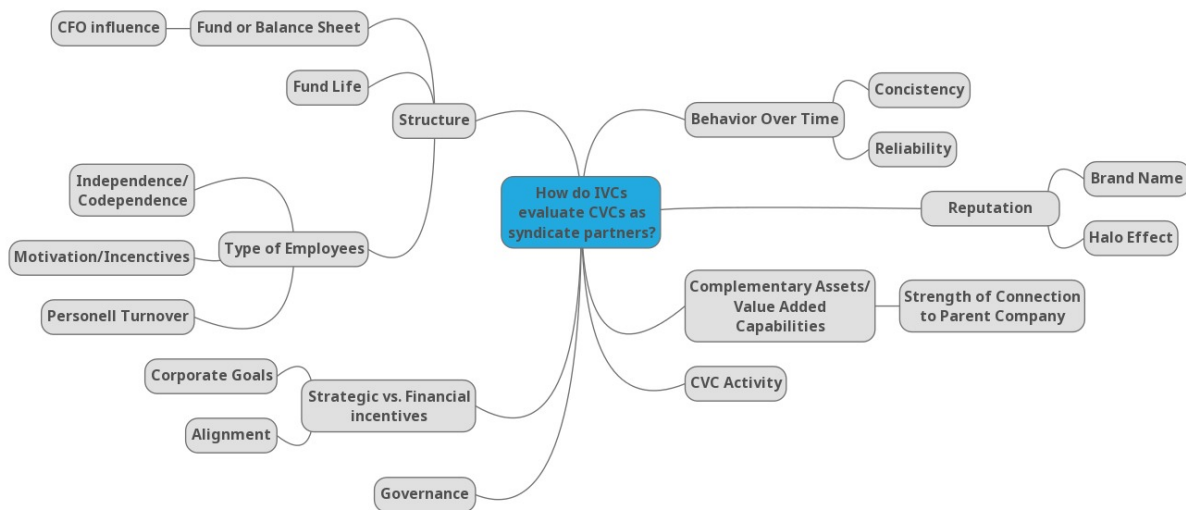 CFO influence
Fund or Balance Sheet
Fund Life
Structure
Independence/
Codependence
Motivation/Incenctives
Type of Employees
Personell Turnover
Corporate Goals
Strategic vs. Financial
incentives
Alignment
Governance
How do IVCs
evaluate CVCs as
syndicate partners?
Behavior Over Time
Concistency
Reliability
Reputation
Brand Name
Halo Effect
Complementary Assets/
Value Added
Capabilities
Strength of Connection
to Parent Company
CVC Activity